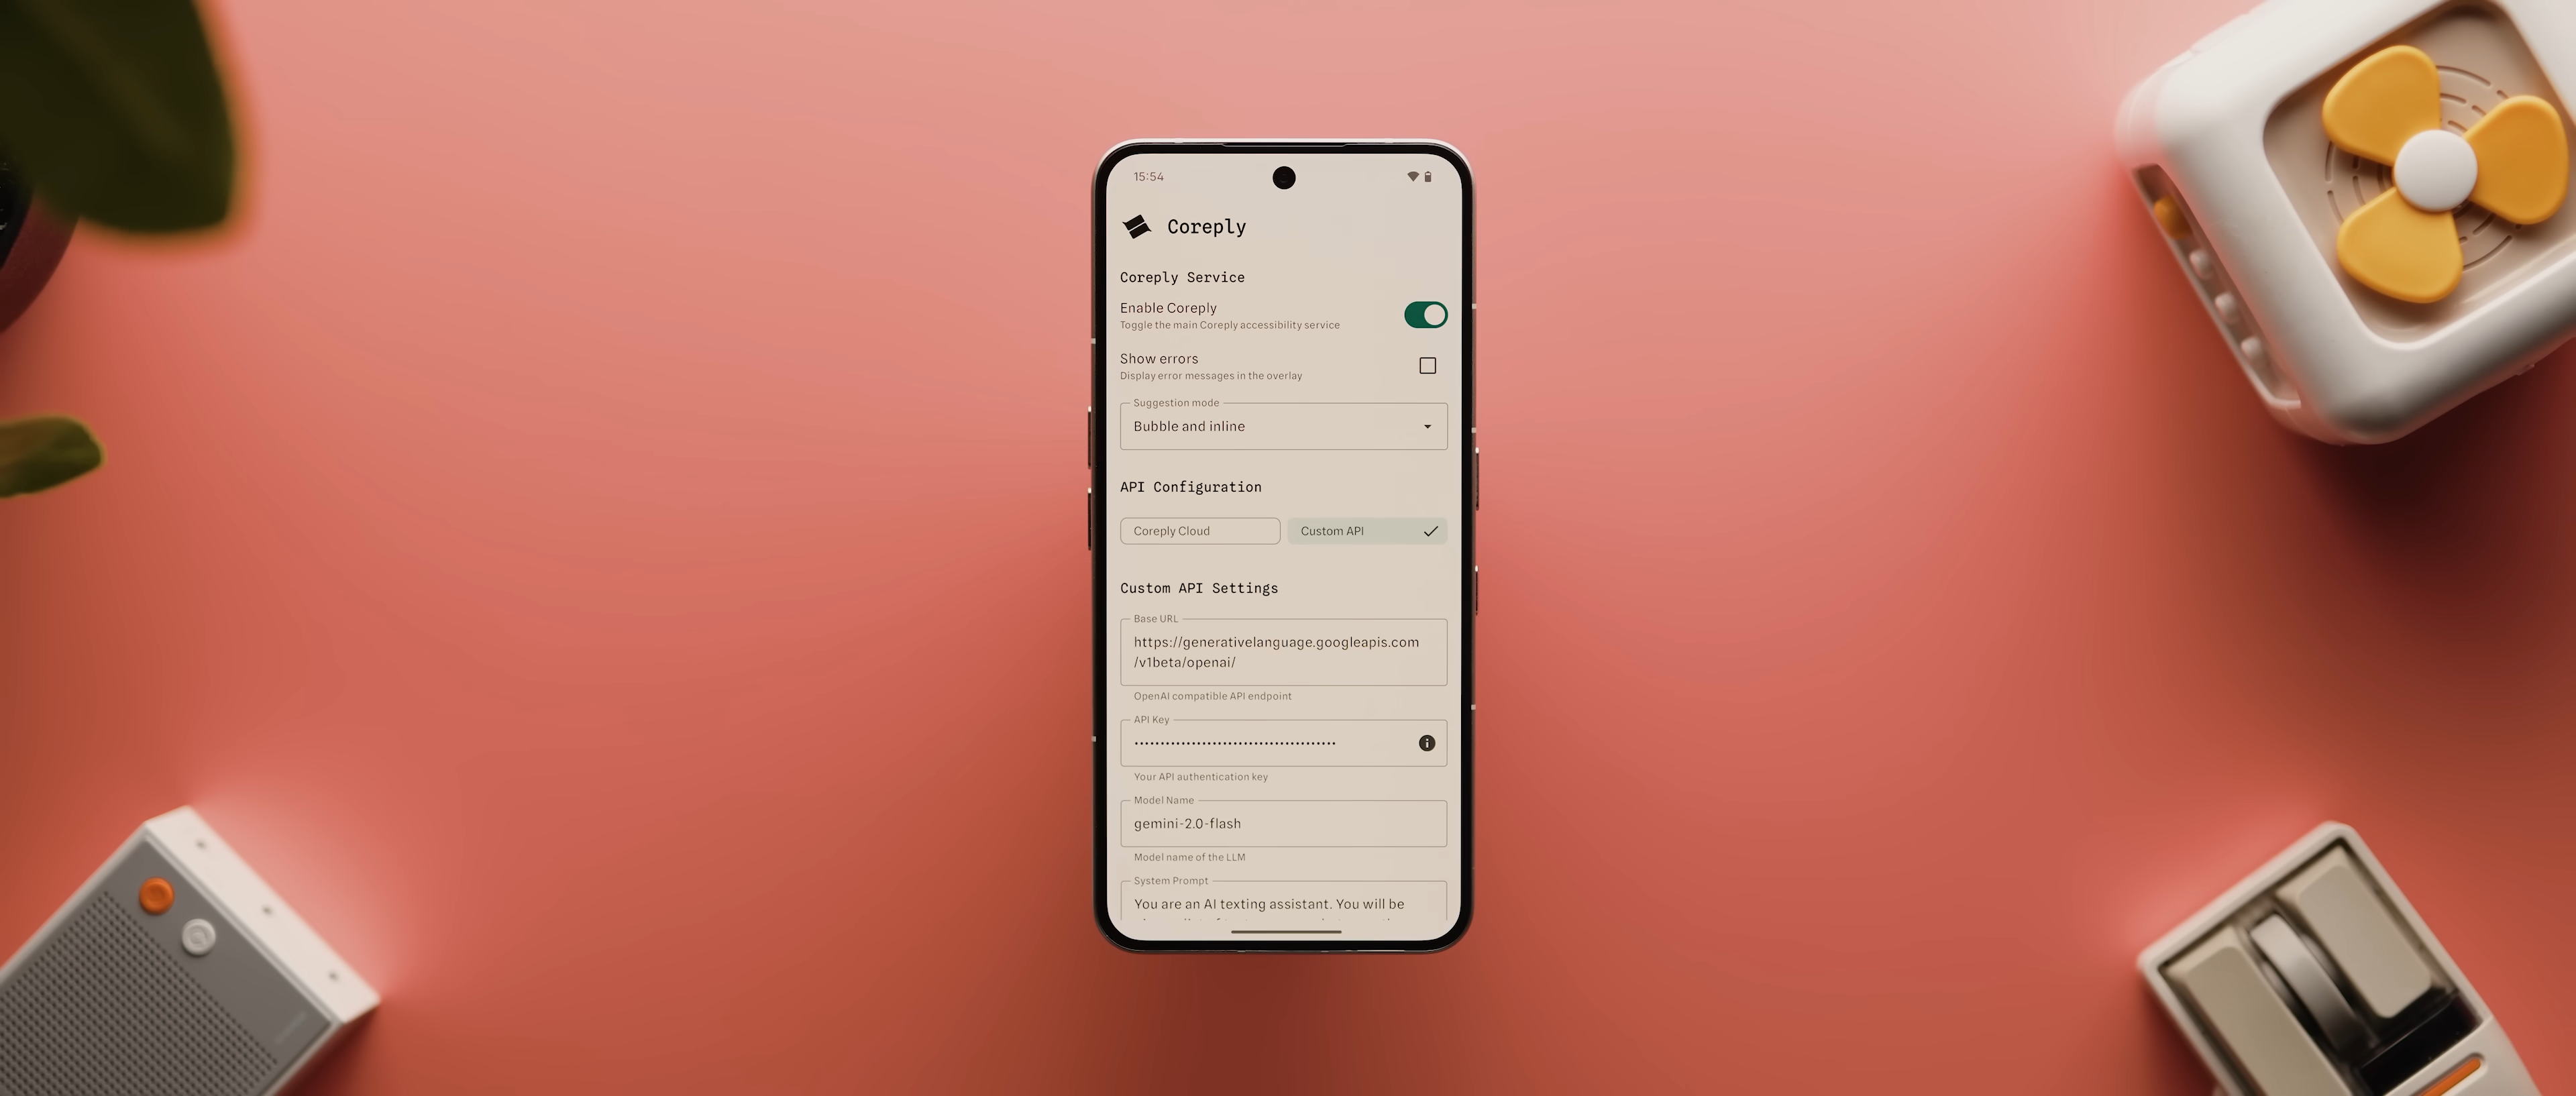 15:54
Coreply
Coreply Service
Enable Coreply
Toggle the main Coreply accessibility service
Show errors
Display error messages in the overlay
Suggestion mode
Bubble and inline
API Configuration
Coreply Cloud
Custom API
Custom API Settings
Base URL
https://generativelanguage.googleapis.com
/v1beta/openai/
OpenAI compatible API endpoint
API Key
•••••••••••••••••••••••••••••••••••••••
Your API authentication key
Model Name
gemini-2.0-flash
Model name of the LLM
System Prompt
You are an AI texting assistant. You will be